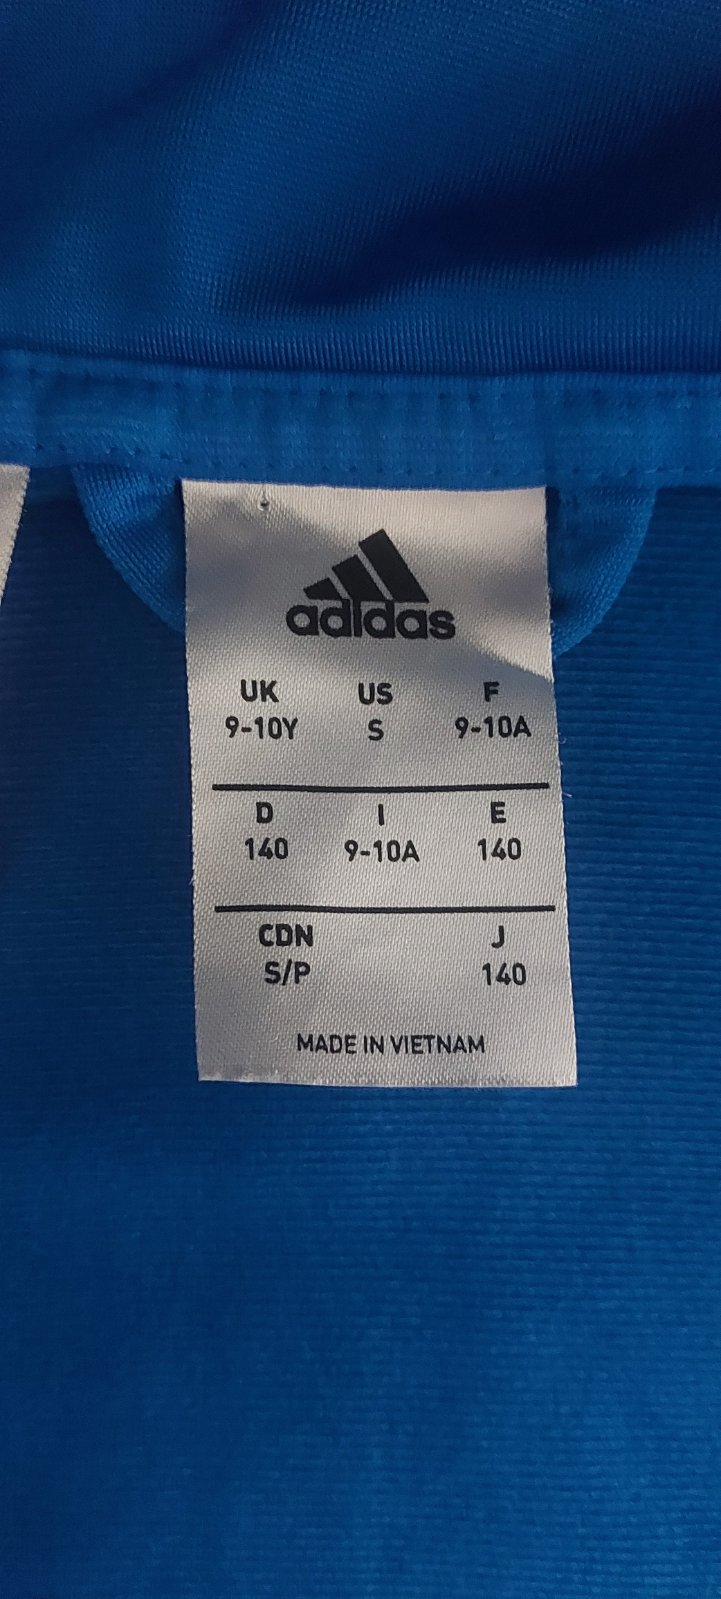 adidas
UK US F
9-10Y S 9-10A
D I E
140 9-10A 140
CDN J
S/P 140
MADE IN VIETNAM